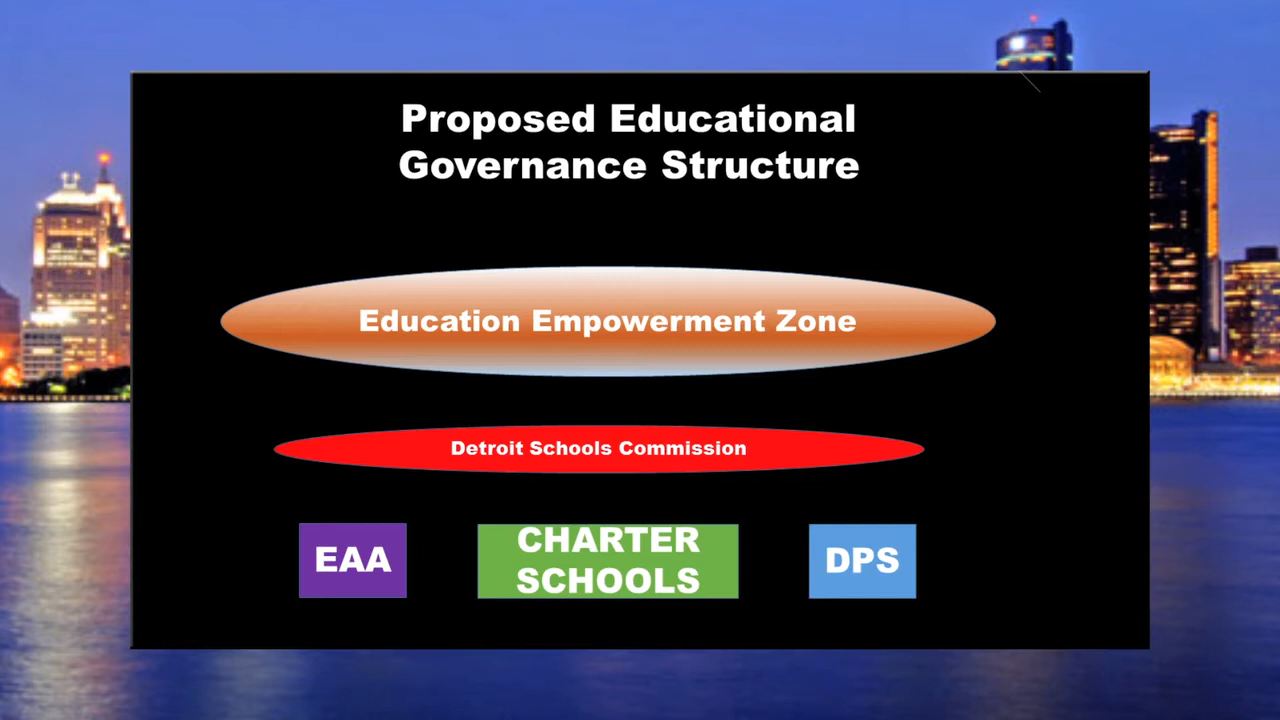 Proposed Educational
Governance Structure
Education Empowerment Zone
Detroit Schools Commission
EAA
CHARTER
SCHOOLS
DPS